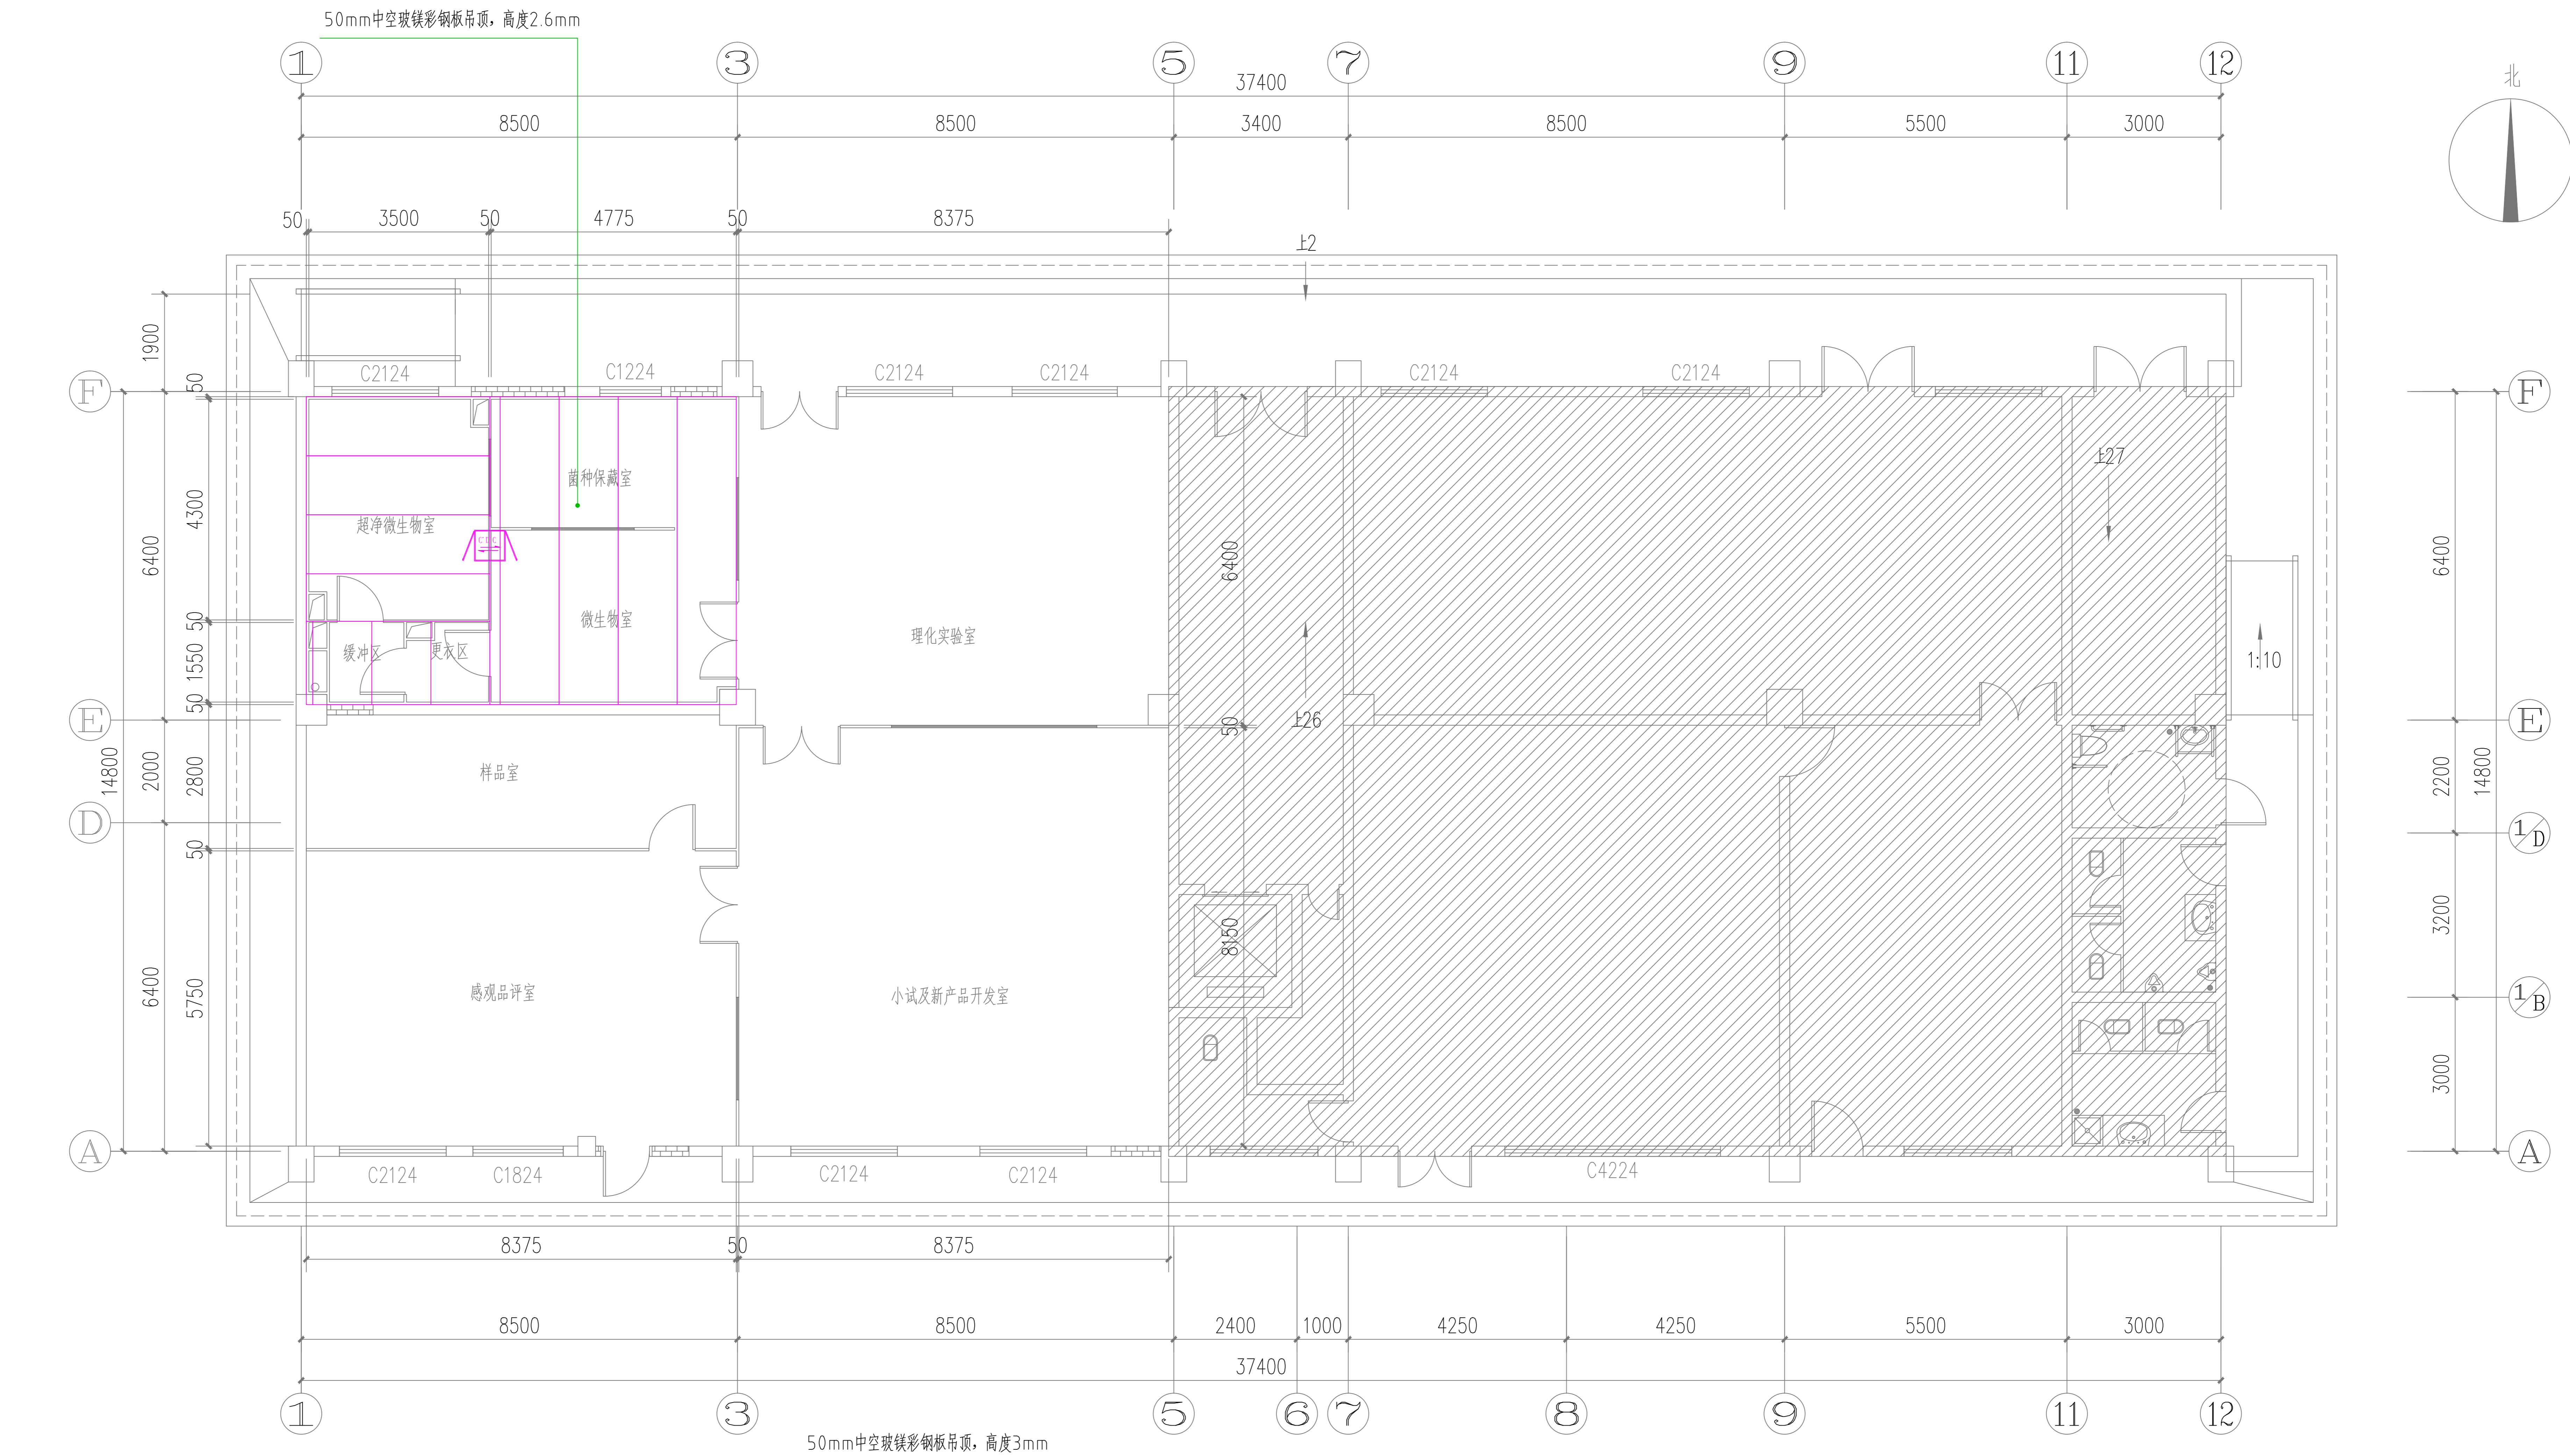 50mm中空玻镁彩钢板吊顶，高度2.6mm
1 3 5 7 9 11 12
北
37400
8500 8500 3400 8500 5500 3000
50 3500 50 4775 50 8375
上2
1900
C2124 C1224 C2124 C2124 C2124 C2124
F 50 F
上27
菌种保藏室
4300 超净微生物室
6400 6400 6400
50 微生物室 理化实验室
1550 缓冲区 更衣区 1:10
50
E 50 上26 E
14800 2000 2800 样品室 2200 14800
D 1/D
50
8150 3200
6400 5750 感观品评室 小试及新产品开发室 1/B
3000
A A
C2124 C1824 C2124 C2124 C4224
8375 50 8375
8500 8500 2400 1000 4250 4250 5500 3000
37400
1 3 5 6 7 8 9 11 12
50mm中空玻镁彩钢板吊顶，高度3mm